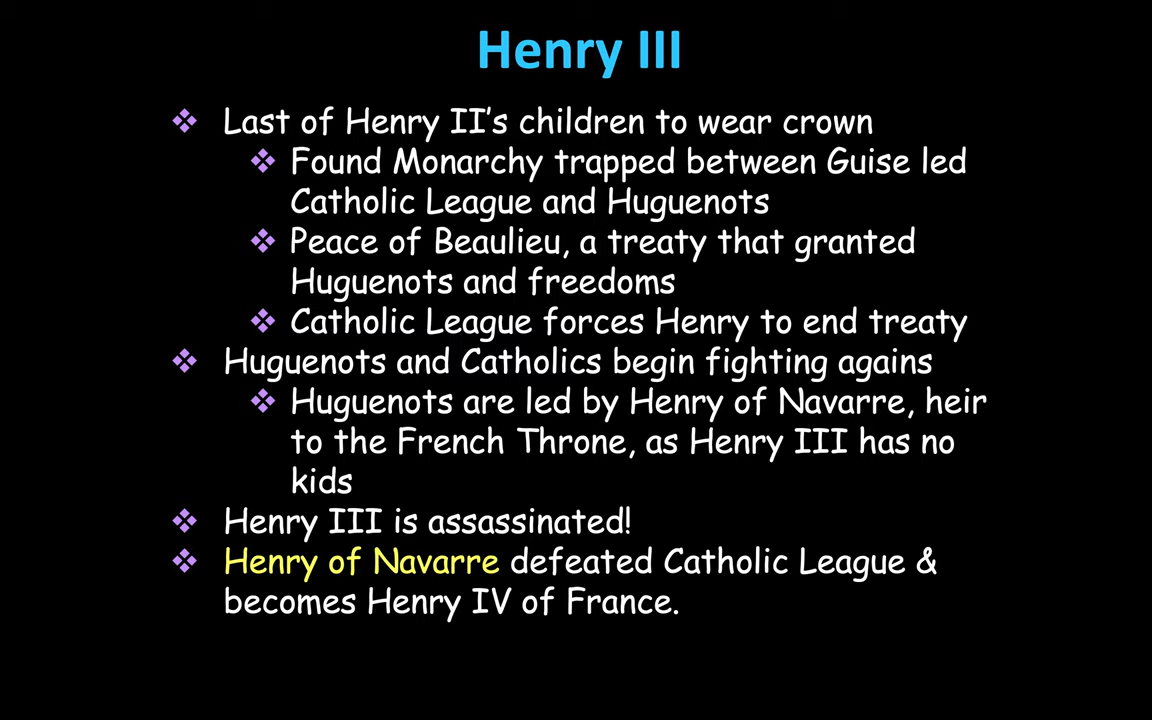 Henry III
❖ Last of Henry II’s children to wear crown
❖ Found Monarchy trapped between Guise led
Catholic League and Huguenots
❖ Peace of Beaulieu, a treaty that granted
Huguenots and freedoms
❖ Catholic League forces Henry to end treaty
❖ Huguenots and Catholics begin fighting agains
❖ Huguenots are led by Henry of Navarre, heir
to the French Throne, as Henry III has no
kids
❖ Henry III is assassinated!
❖ Henry of Navarre defeated Catholic League &
becomes Henry IV of France.